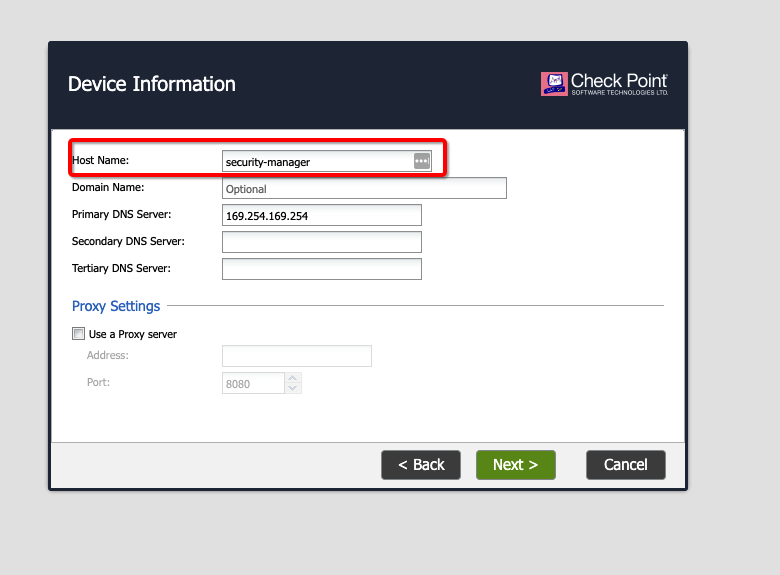 Device Information
Check Point
SOFTWARE TECHNOLOGIES LTD.
Host Name: security-manager
Domain Name: Optional
Primary DNS Server: 169.254.169.254
Secondary DNS Server:
Tertiary DNS Server:
Proxy Settings
Use a Proxy server
Address:
Port: 8080
< Back Next > Cancel